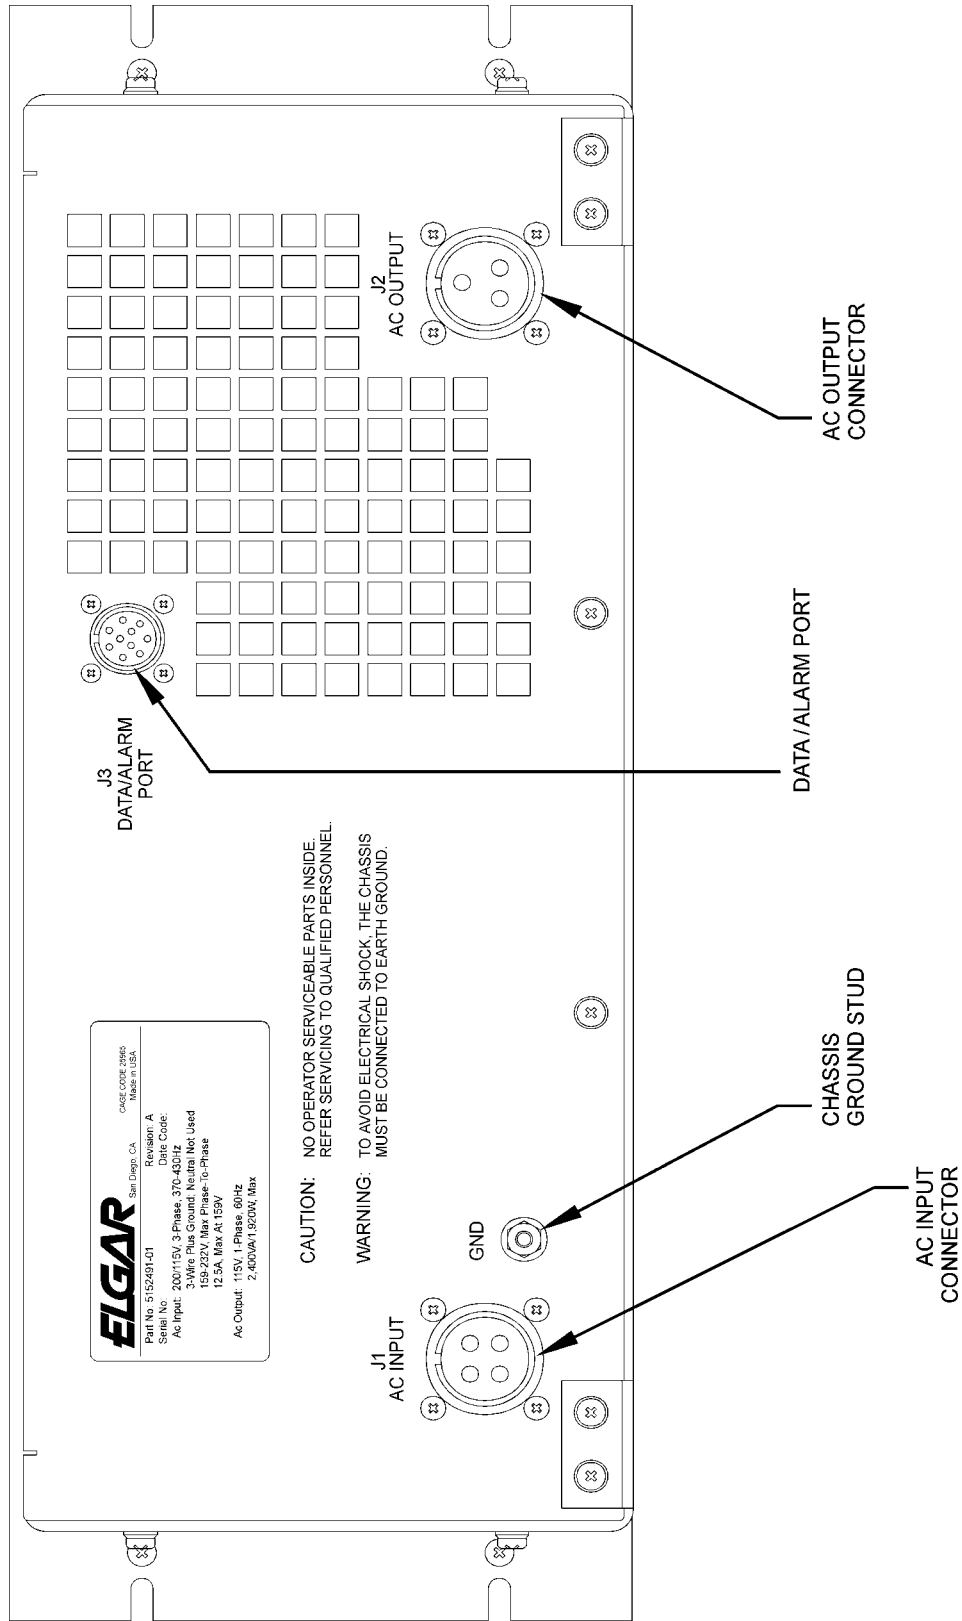 ELGAR
San Diego, CA
CAGE CODE 25965
Made in USA
Part No: 5152491-01
Revision: A
Serial No:
Date Code:
Ac Input: 200/115V, 3-Phase, 370-430Hz
3-Wire Plus Ground; Neutral Not Used
159-232V, Max Phase-To-Phase
12.5A, Max At 159V
Ac Output: 115V, 1-Phase, 60Hz
2,400VA/1,920W, Max
J3
DATA/ALARM
PORT
CAUTION: NO OPERATOR SERVICEABLE PARTS INSIDE.
REFER SERVICING TO QUALIFIED PERSONNEL.
WARNING: TO AVOID ELECTRICAL SHOCK, THE CHASSIS
MUST BE CONNECTED TO EARTH GROUND.
J1
AC INPUT
GND
J2
AC OUTPUT
AC INPUT
CONNECTOR
CHASSIS
GROUND STUD
DATA / ALARM PORT
AC OUTPUT
CONNECTOR